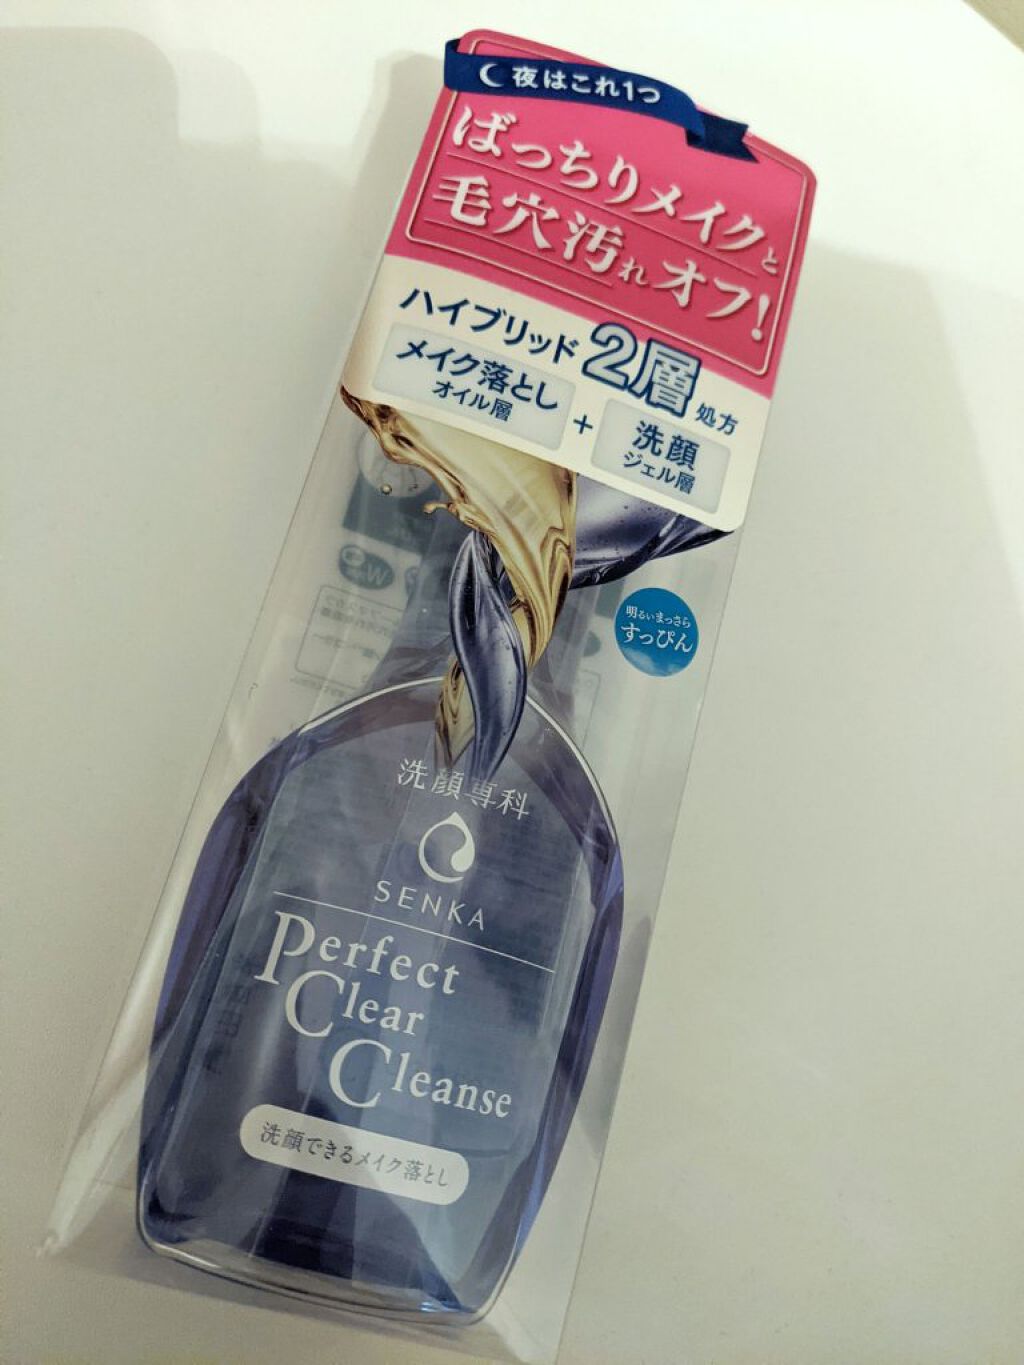 夜はこれ1つ
ばっちりメイクと
毛穴汚れオフ!
ハイブリッド2層処方
メイク落とし
オイル層
+
洗顔
ジェル層
明るいまっさら
すっぴん
洗顔専科
SENKA
Perfect
Clear
Cleanse
洗顔できるメイク落とし